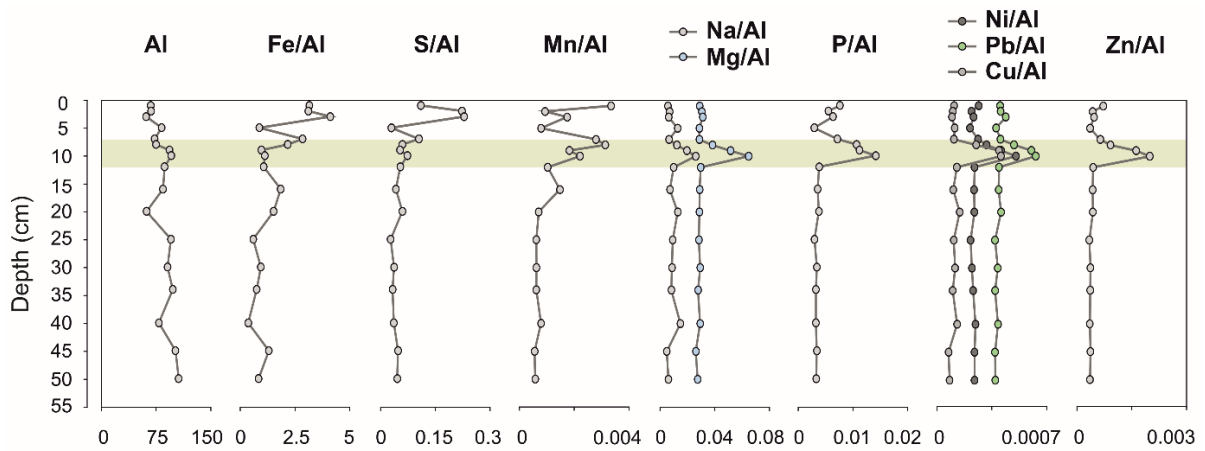 Al
Fe/Al
S/Al
Mn/Al
Na/Al
Mg/Al
P/Al
Ni/Al
Pb/Al
Cu/Al
Zn/Al
Depth (cm)
0
5
10
15
20
25
30
35
40
45
50
55
0 75 150
0 2.5 5
0 0.15 0.3
0 0.004
0 0.04 0.08
0 0.01 0.02
0 0.0007
0 0.003